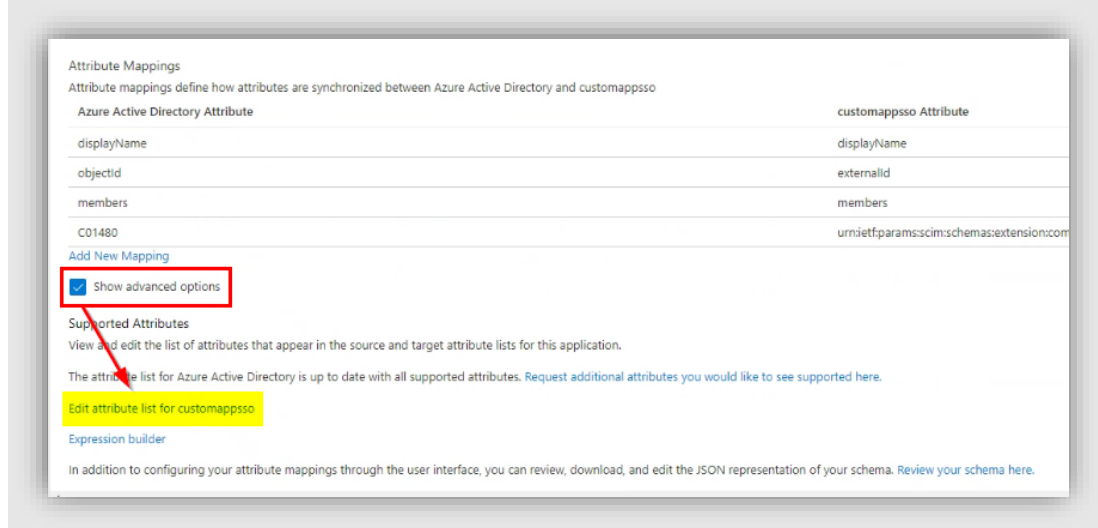 Attribute Mappings
Attribute mappings define how attributes are synchronized between Azure Active Directory and customappsso
Azure Active Directory Attribute customappsso Attribute
displayName displayName
objectId externalId
members members
C01480 urn:ietf:params:scim:schemas:extension:com
Add New Mapping
Show advanced options
Supported Attributes
View and edit the list of attributes that appear in the source and target attribute lists for this application.
The attribute list for Azure Active Directory is up to date with all supported attributes. Request additional attributes you would like to see supported here.
Edit attribute list for customappsso
Expression builder
In addition to configuring your attribute mappings through the user interface, you can review, download, and edit the JSON representation of your schema. Review your schema here.